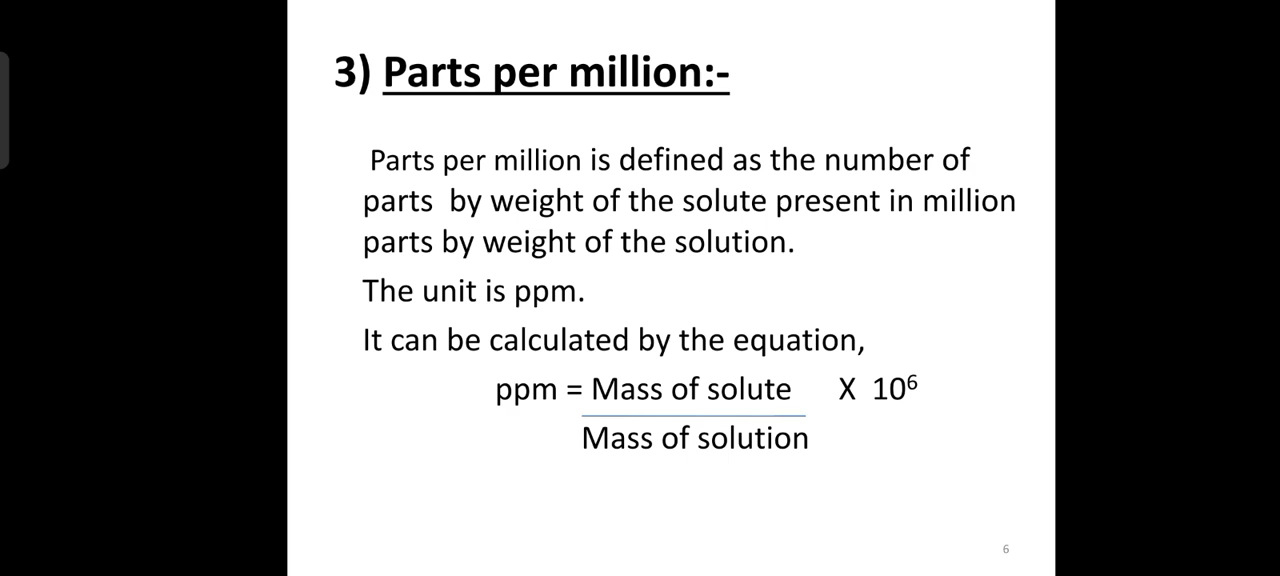 3) Parts per million:-
Parts per million is defined as the number of
parts by weight of the solute present in million
parts by weight of the solution.
The unit is ppm.
It can be calculated by the equation,
ppm = Mass of solute X 10⁶
Mass of solution
6